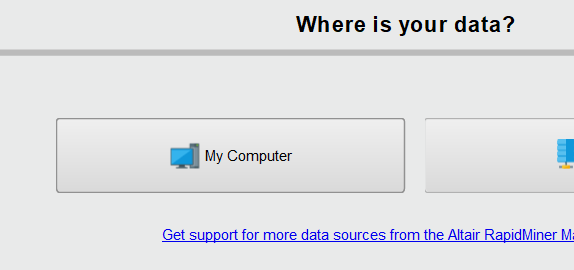 Where is your data?
My Computer
Get support for more data sources from the Altair RapidMiner